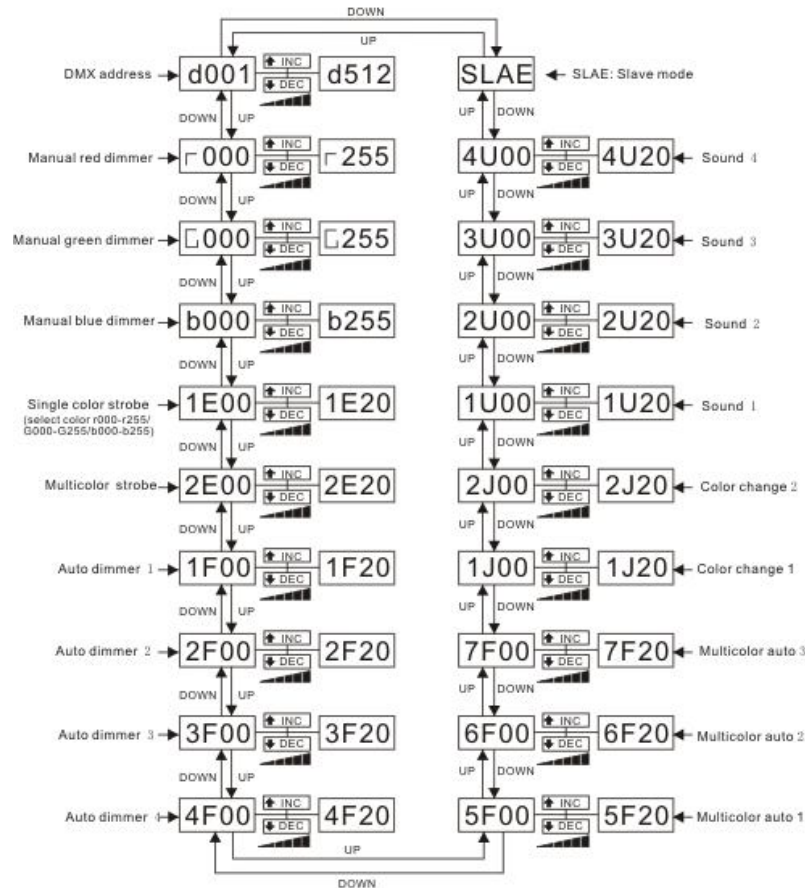 DOWN
UP
DMX address d001 INC DEC d512 SLAE SLAE: Slave mode
DOWN UP UP DOWN
Manual red dimmer r000 INC DEC r255 4U00 INC DEC 4U20 Sound 4
DOWN UP UP DOWN
Manual green dimmer G000 INC DEC G255 3U00 INC DEC 3U20 Sound 3
DOWN UP UP DOWN
Manual blue dimmer b000 INC DEC b255 2U00 INC DEC 2U20 Sound 2
DOWN UP UP DOWN
Single color strobe 1E00 INC DEC 1E20 1U00 INC DEC 1U20 Sound 1
(select color r000-r255/
G000-G255/b000-b255)
DOWN UP UP DOWN
Multicolor strobe 2E00 INC DEC 2E20 2J00 INC DEC 2J20 Color change 2
DOWN UP UP DOWN
Auto dimmer 1 1F00 INC DEC 1F20 1J00 INC DEC 1J20 Color change 1
DOWN UP UP DOWN
Auto dimmer 2 2F00 INC DEC 2F20 7F00 INC DEC 7F20 Multicolor auto 3
DOWN UP UP DOWN
Auto dimmer 3 3F00 INC DEC 3F20 6F00 INC DEC 6F20 Multicolor auto 2
DOWN UP UP DOWN
Auto dimmer 4 4F00 INC DEC 4F20 5F00 INC DEC 5F20 Multicolor auto 1
UP
DOWN